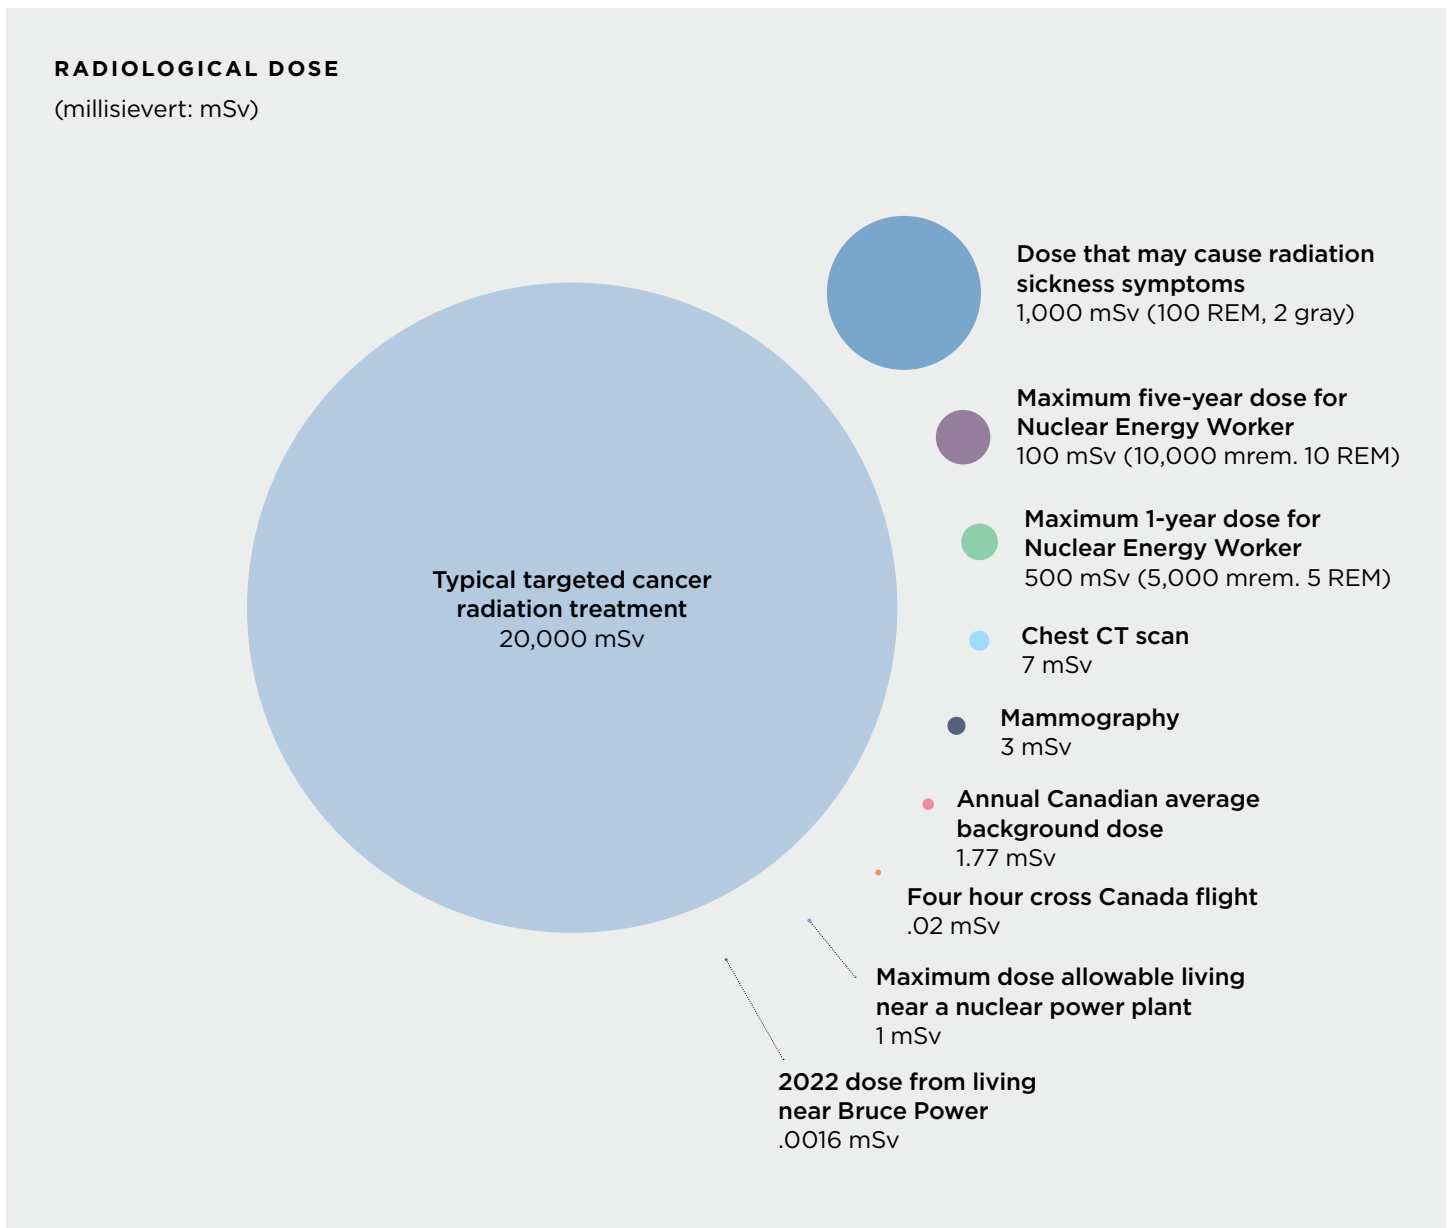 RADIOLOGICAL DOSE
(millisievert: mSv)
Dose that may cause radiation
sickness symptoms
1,000 mSv (100 REM, 2 gray)
Maximum five-year dose for
Nuclear Energy Worker
100 mSv (10,000 mrem. 10 REM)
Maximum 1-year dose for
Nuclear Energy Worker
500 mSv (5,000 mrem. 5 REM)
Typical targeted cancer
radiation treatment
20,000 mSv
Chest CT scan
7 mSv
Mammography
3 mSv
Annual Canadian average
background dose
1.77 mSv
Four hour cross Canada flight
.02 mSv
Maximum dose allowable living
near a nuclear power plant
1 mSv
2022 dose from living
near Bruce Power
.0016 mSv